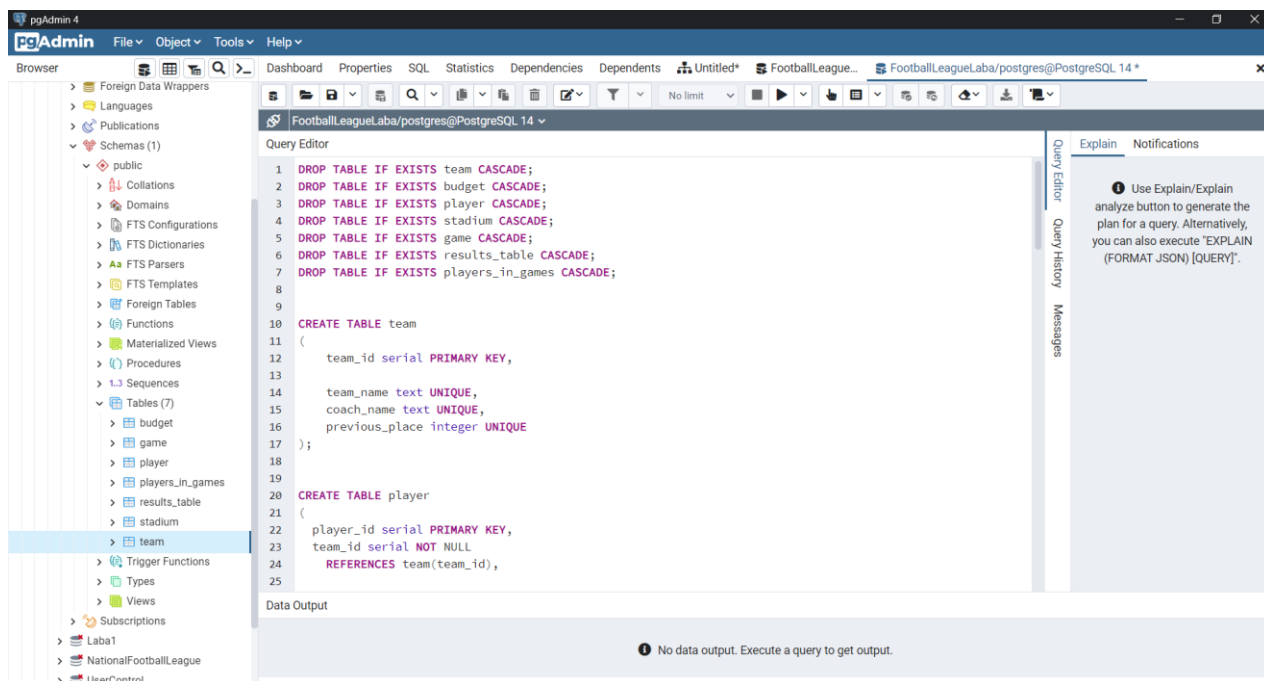 pgAdmin 4
pgAdmin File Object Tools Help
Browser
Dashboard Properties SQL Statistics Dependencies Dependents Untitled* FootballLeague... FootballLeagueLaba/postgres@PostgreSQL 14 *
No limit
FootballLeagueLaba/postgres@PostgreSQL 14
Foreign Data Wrappers
Languages
Publications
Schemas (1)
public
Collations
Domains
FTS Configurations
FTS Dictionaries
FTS Parsers
FTS Templates
Foreign Tables
Functions
Materialized Views
Procedures
1..3 Sequences
Tables (7)
budget
game
player
players_in_games
results_table
stadium
team
Trigger Functions
Types
Views
Subscriptions
Laba1
NationalFootballLeague
UserControl
Query Editor
1 DROP TABLE IF EXISTS team CASCADE;
2 DROP TABLE IF EXISTS budget CASCADE;
3 DROP TABLE IF EXISTS player CASCADE;
4 DROP TABLE IF EXISTS stadium CASCADE;
5 DROP TABLE IF EXISTS game CASCADE;
6 DROP TABLE IF EXISTS results_table CASCADE;
7 DROP TABLE IF EXISTS players_in_games CASCADE;
8
9
10 CREATE TABLE team
11 (
12 team_id serial PRIMARY KEY,
13
14 team_name text UNIQUE,
15 coach_name text UNIQUE,
16 previous_place integer UNIQUE
17 );
18
19
20 CREATE TABLE player
21 (
22 player_id serial PRIMARY KEY,
23 team_id serial NOT NULL
24 REFERENCES team(team_id),
25
Data Output
No data output. Execute a query to get output.
Query Editor
Query History
Messages
Explain Notifications
Use Explain/Explain
analyze button to generate the
plan for a query. Alternatively,
you can also execute "EXPLAIN
(FORMAT JSON) [QUERY]".